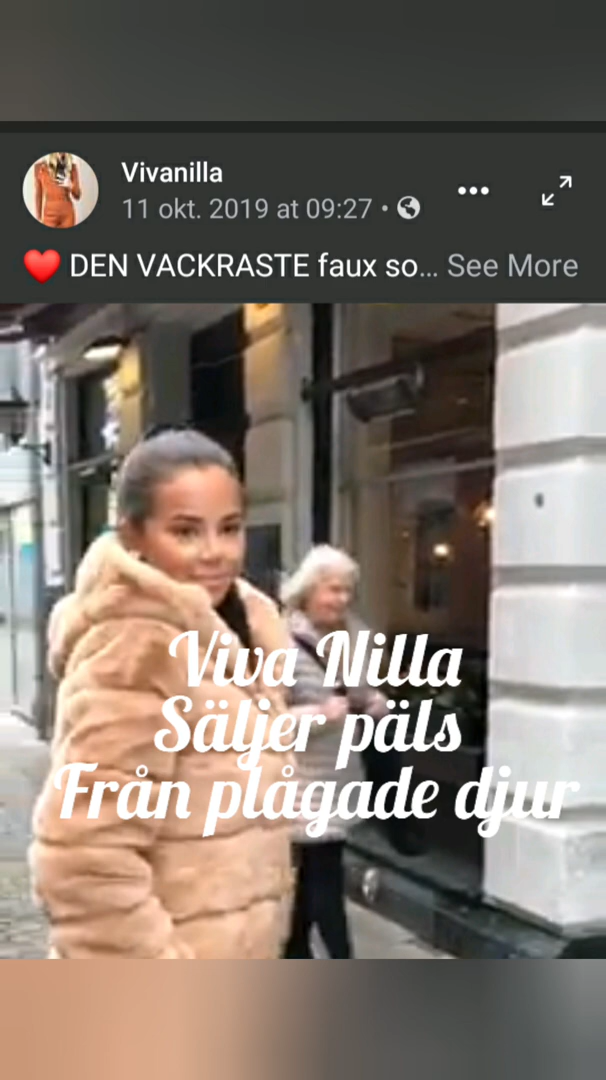 Vivanilla
11 okt. 2019 at 09:27 •
DEN VACKRASTE faux so... See More
Viva Nilla
Säljer päls
Från plågade djur